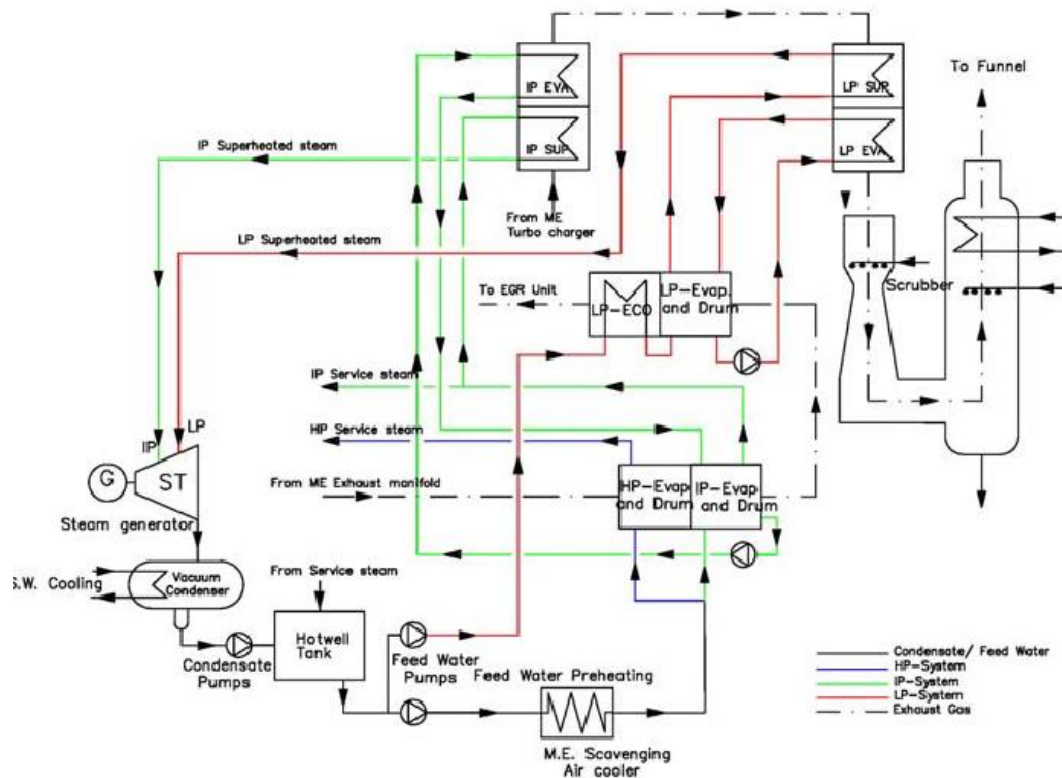 To Funnel
IP EVA
IP SUP
LP SUP
LP EVA
IP Superheated steam
From ME
Turbo charger
LP Superheated steam
To EGR Unit
LP-ECO
LP-Evap.
and Drum
Scrubber
IP Service steam
HP Service steam
IP
LP
From ME Exhaust manifold
HP-Evap
and Drum
IP-Evap
and Drum
G
ST
Steam generator
From Service steam
S.W. Cooling
Vacuum
Condenser
Hotwell
Tank
Condensate
Pumps
Feed Water
Pumps
Feed Water Preheating
M.E. Scavenging
Air cooler
Condensate/ Feed Water
HP=System
IP-System
LP-System
Exhaust Gas